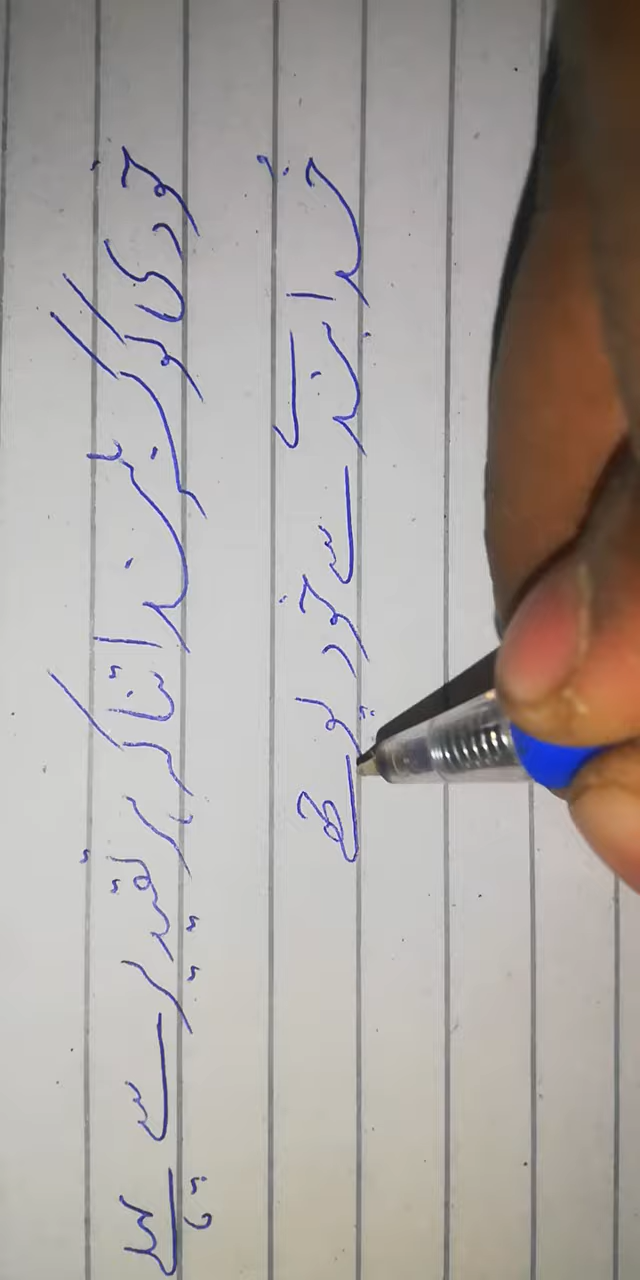 خودی کو کر بلند اتنا کہ ہر تقدیر سے پہلے
خدا بندے سے خود پوچھے